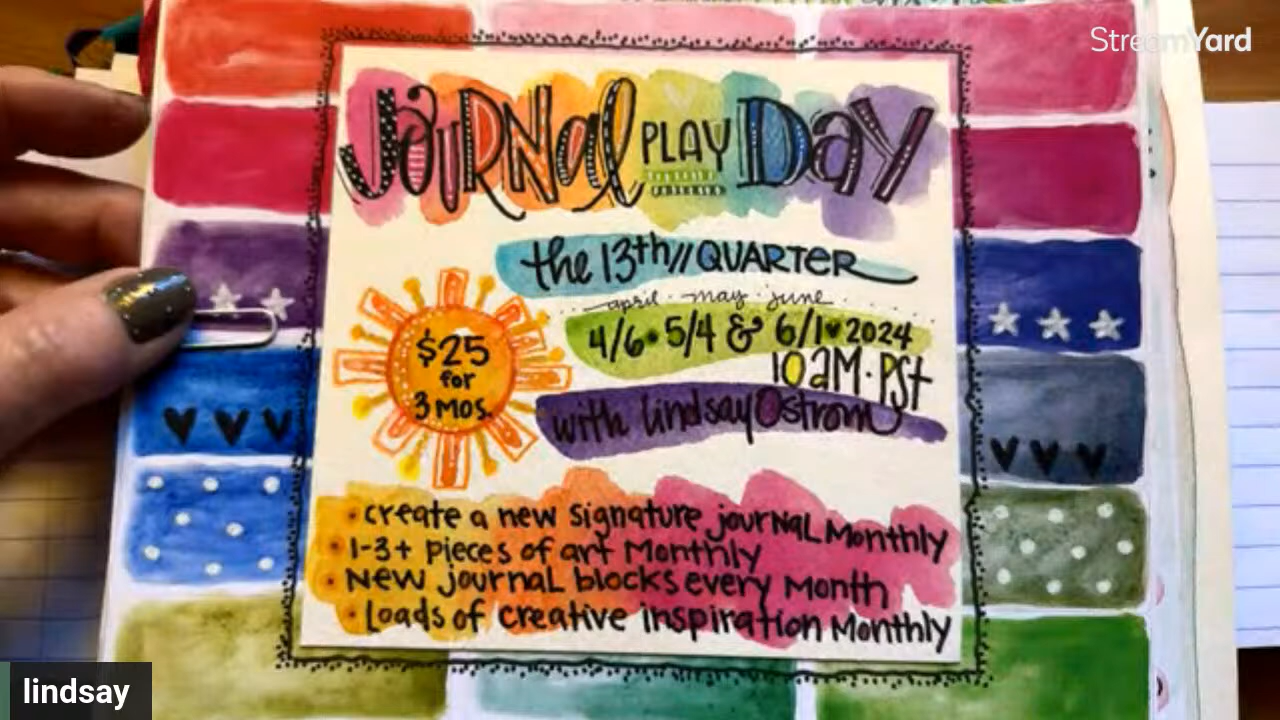 StreamYard
JOURNal PLAY DaY
the 13th//QUARTER
april · may · june
4/6 • 5/4 & 6/1 ♥ 2024
10aM · PSt
with lindsay Ostrom
$25
for
3 MOS.
• create a new signature journal Monthly
• 1-3+ pieces of art Monthly
• New journal blocks every Month
• Loads of creative inspiration Monthly
lindsay